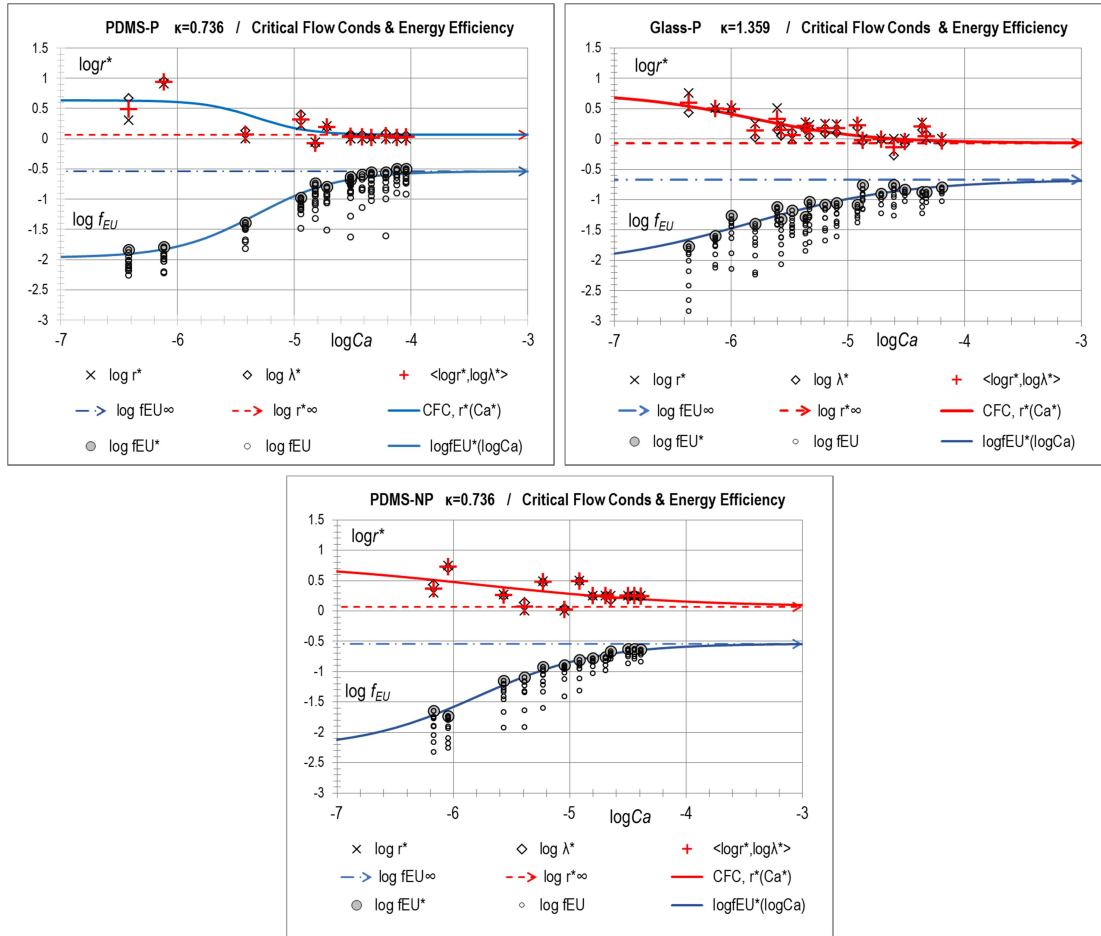 PDMS-P κ=0.736 / Critical Flow Conds & Energy Efficiency
logr*
1.5
1
0.5
0
-0.5
-1
-1.5
-2
-2.5
-3
log fEU
-7 -6 -5 -4 -3
logCa
log r* log λ* <logr*,logλ*>
log fEU∞ log r*∞ CFC, r*(Ca*)
log fEU* log fEU logfEU*(logCa)
Glass-P κ=1.359 / Critical Flow Conds & Energy Efficiency
logr*
1.5
1
0.5
0
-0.5
-1
-1.5
-2
-2.5
-3
log fEU
-7 -6 -5 -4 -3
logCa
log r* log λ* <logr*,logλ*>
log fEU∞ log r*∞ CFC, r*(Ca*)
log fEU* log fEU logfEU*(logCa)
PDMS-NP κ=0.736 / Critical Flow Conds & Energy Efficiency
logr*
1.5
1
0.5
0
-0.5
-1
-1.5
-2
-2.5
-3
log fEU
-7 -6 -5 -4 -3
logCa
log r* log λ* <logr*,logλ*>
log fEU∞ log r*∞ CFC, r*(Ca*)
log fEU* log fEU logfEU*(logCa)